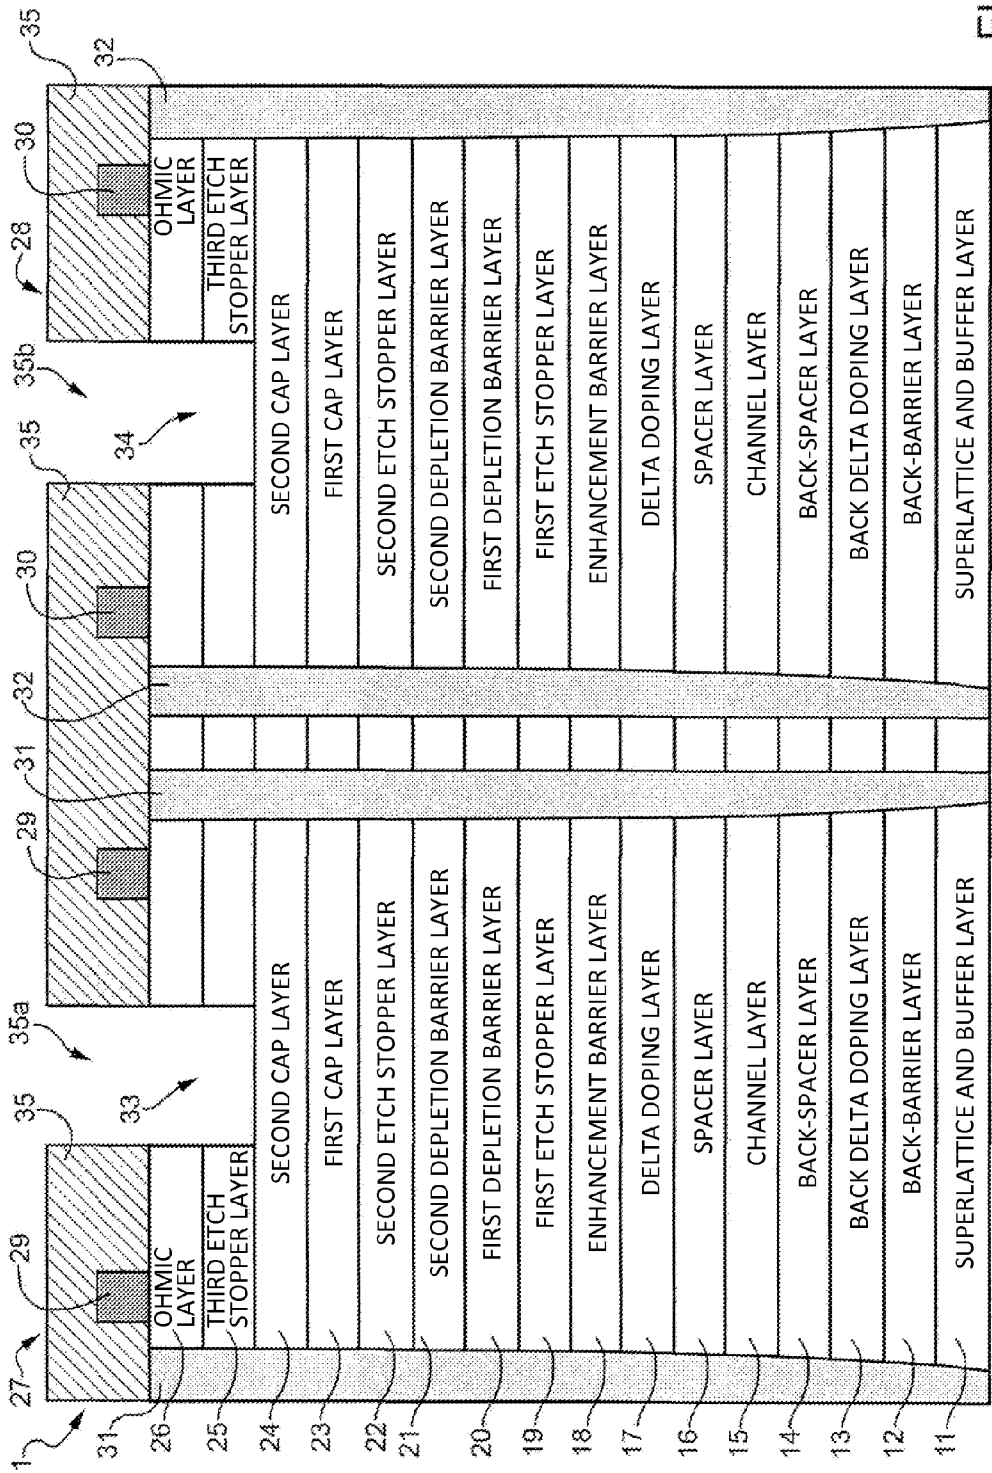 1
27
29
35
33
35a
29
31
32
30
35
34
35b
28
30
35
32
31
26
OHMIC
LAYER
OHMIC
LAYER
25
THIRD ETCH
STOPPER LAYER
THIRD ETCH
STOPPER LAYER
24
SECOND CAP LAYER
SECOND CAP LAYER
23
FIRST CAP LAYER
FIRST CAP LAYER
22
SECOND ETCH STOPPER LAYER
SECOND ETCH STOPPER LAYER
21
SECOND DEPLETION BARRIER LAYER
SECOND DEPLETION BARRIER LAYER
20
FIRST DEPLETION BARRIER LAYER
FIRST DEPLETION BARRIER LAYER
19
FIRST ETCH STOPPER LAYER
FIRST ETCH STOPPER LAYER
18
ENHANCEMENT BARRIER LAYER
ENHANCEMENT BARRIER LAYER
17
DELTA DOPING LAYER
DELTA DOPING LAYER
16
SPACER LAYER
SPACER LAYER
15
CHANNEL LAYER
CHANNEL LAYER
14
BACK-SPACER LAYER
BACK-SPACER LAYER
13
BACK DELTA DOPING LAYER
BACK DELTA DOPING LAYER
12
BACK-BARRIER LAYER
BACK-BARRIER LAYER
11
SUPERLATTICE AND BUFFER LAYER
SUPERLATTICE AND BUFFER LAYER